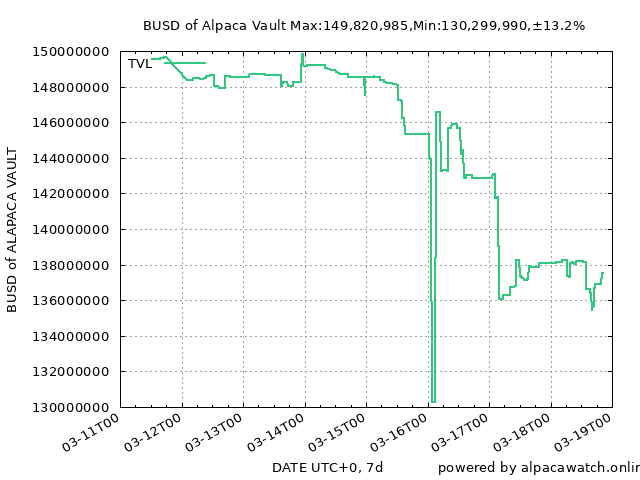 BUSD of Alpaca Vault Max:149,820,985,Min:130,299,990,±13.2%
TVL
150000000
148000000
146000000
144000000
142000000
140000000
138000000
136000000
134000000
132000000
130000000
BUSD of ALAPACA VAULT
03-11T00
03-12T00
03-13T00
03-14T00
03-15T00
03-16T00
03-17T00
03-18T00
03-19T00
DATE UTC+0, 7d
powered by alpacawatch.onlin